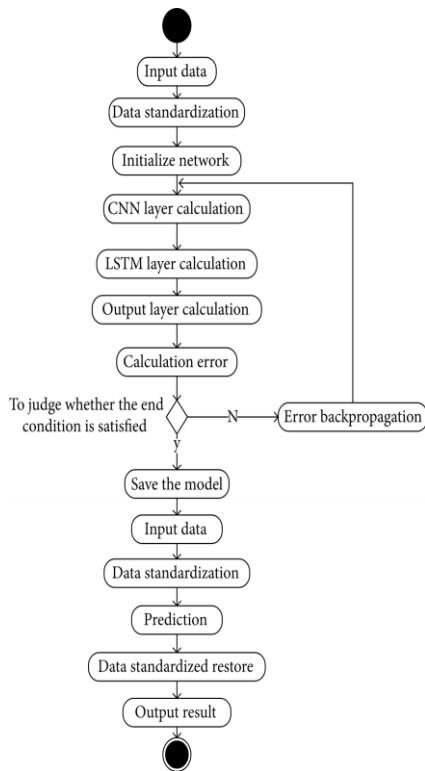 Input data
Data standardization
Initialize network
CNN layer calculation
LSTM layer calculation
Output layer calculation
Calculation error
To judge whether the end
condition is satisfied
N
Error backpropagation
y
Save the model
Input data
Data standardization
Prediction
Data standardized restore
Output result